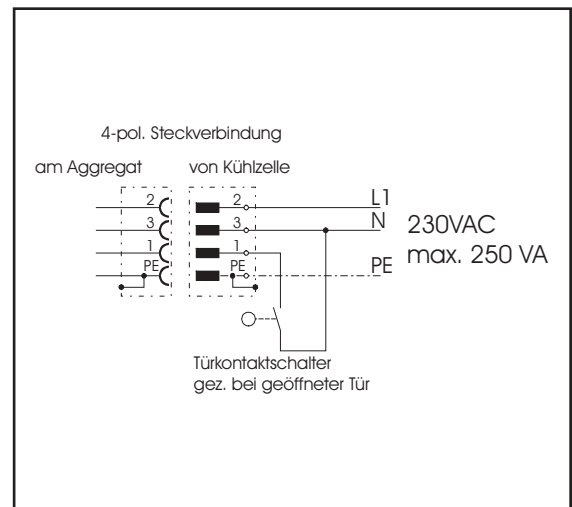 4-pol. Steckverbindung
am Aggregat von Kühlzelle
2 2 L1
3 3 N 230VAC
1 1 max. 250 VA
PE PE PE
Türkontaktschalter
gez. bei geöffneter Tür